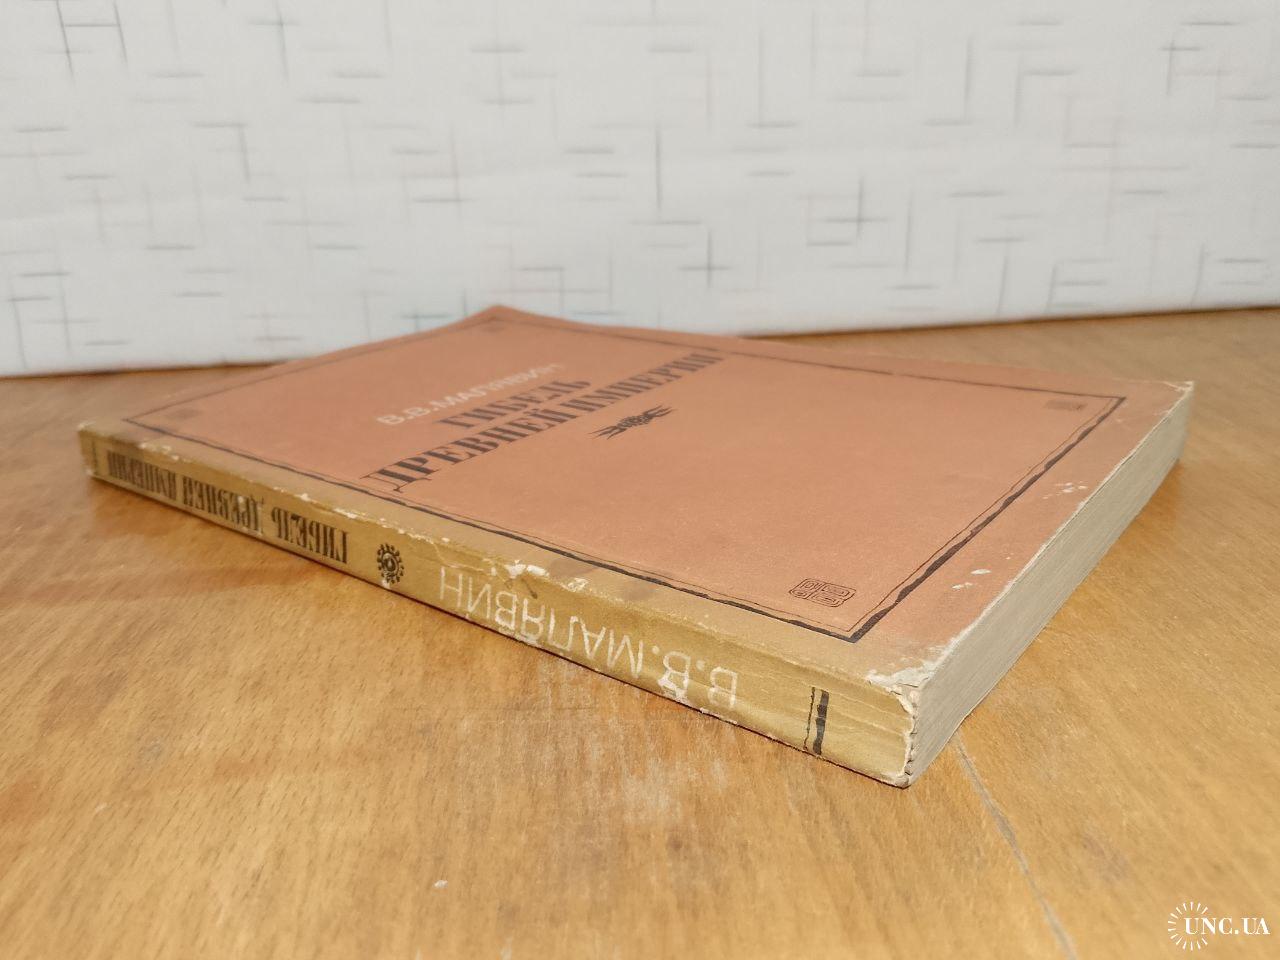 В.В.МАЛЯВИН
ГИБЕЛЬ
ДРЕВНЕЙ ИМПЕРИИ
В.В.МАЛЯВИН
ГИБЕЛЬ ДРЕВНЕЙ ИМПЕРИИ
UNC.UA